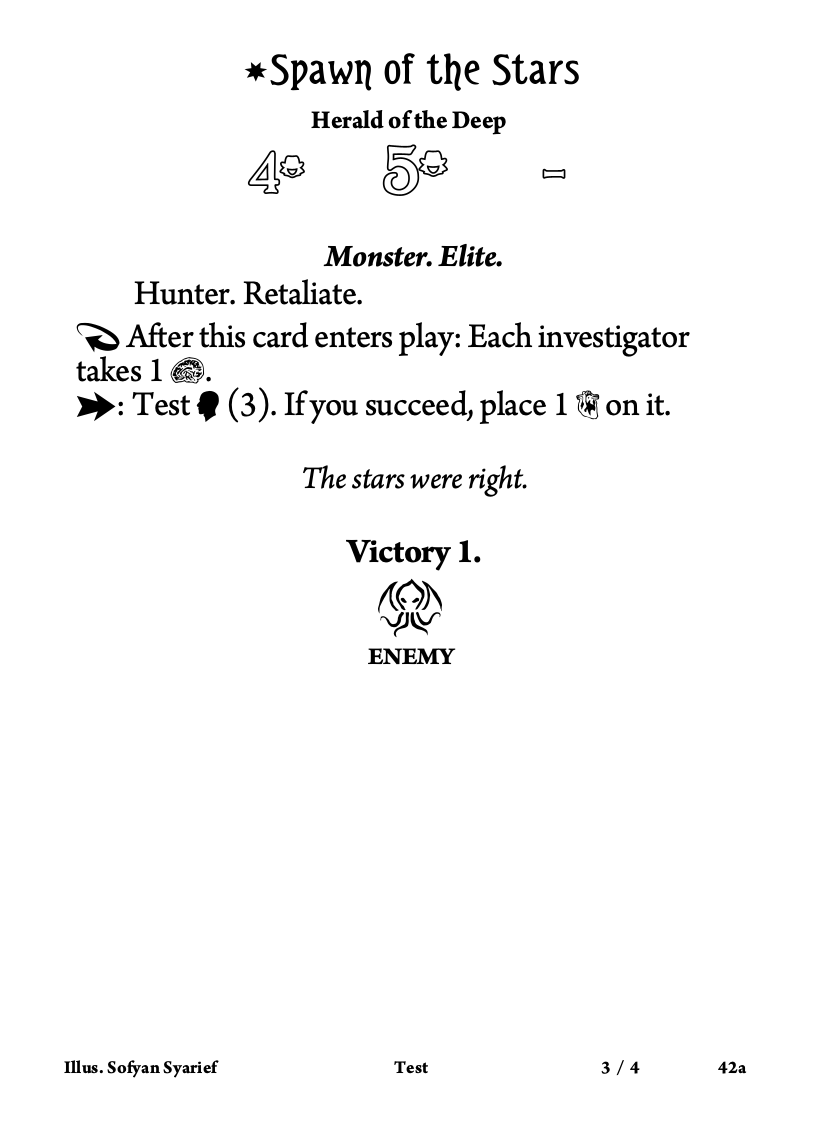 Spawn of the Stars
Herald of the Deep
4 5 –
Monster. Elite.
Hunter. Retaliate.
After this card enters play: Each investigator
takes 1 .
: Test (3). If you succeed, place 1 on it.
The stars were right.
Victory 1.
ENEMY
Illus. Sofyan Syarief Test 3 / 4 42a